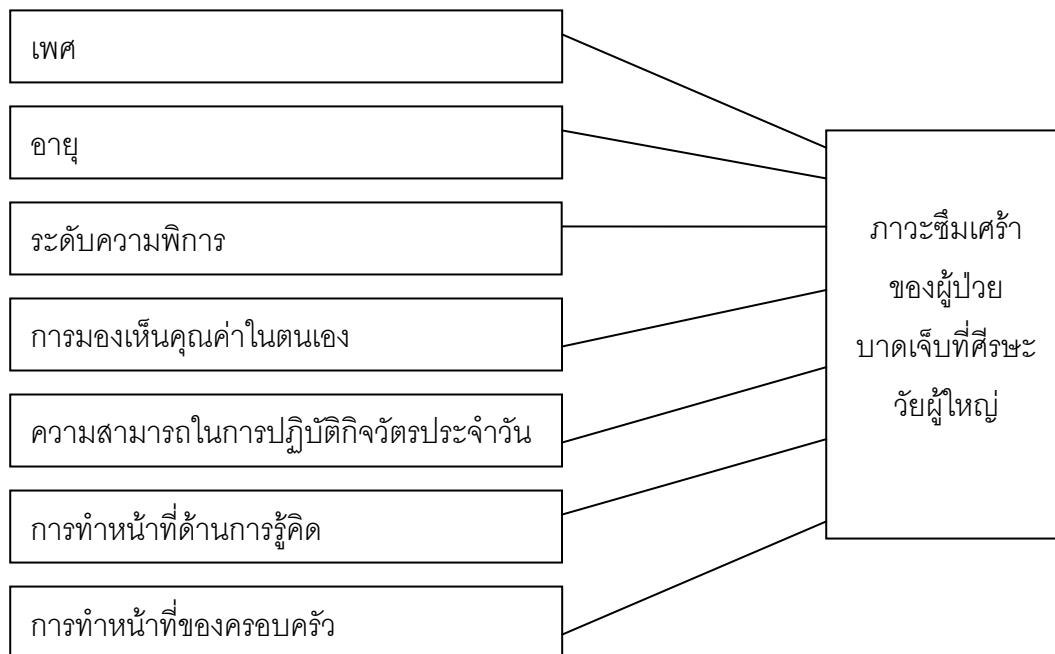 เพศ
อายุ
ระดับความพิการ
การมองเห็นคุณค่าในตนเอง
ความสามารถในการปฏิบัติกิจวัตรประจำวัน
การทำหน้าที่ด้านการรู้คิด
การทำหน้าที่ของครอบครัว
ภาวะซึมเศร้า
ของผู้ป่วย
บาดเจ็บที่ศีรษะ
วัยผู้ใหญ่